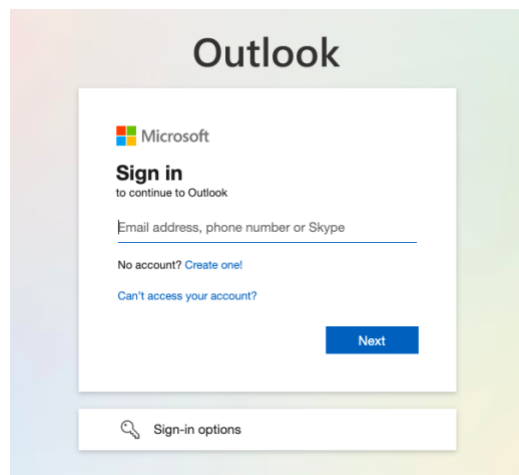 Outlook
Microsoft
Sign in
to continue to Outlook
Email address, phone number or Skype
No account? Create one!
Can't access your account?
Next
Sign-in options